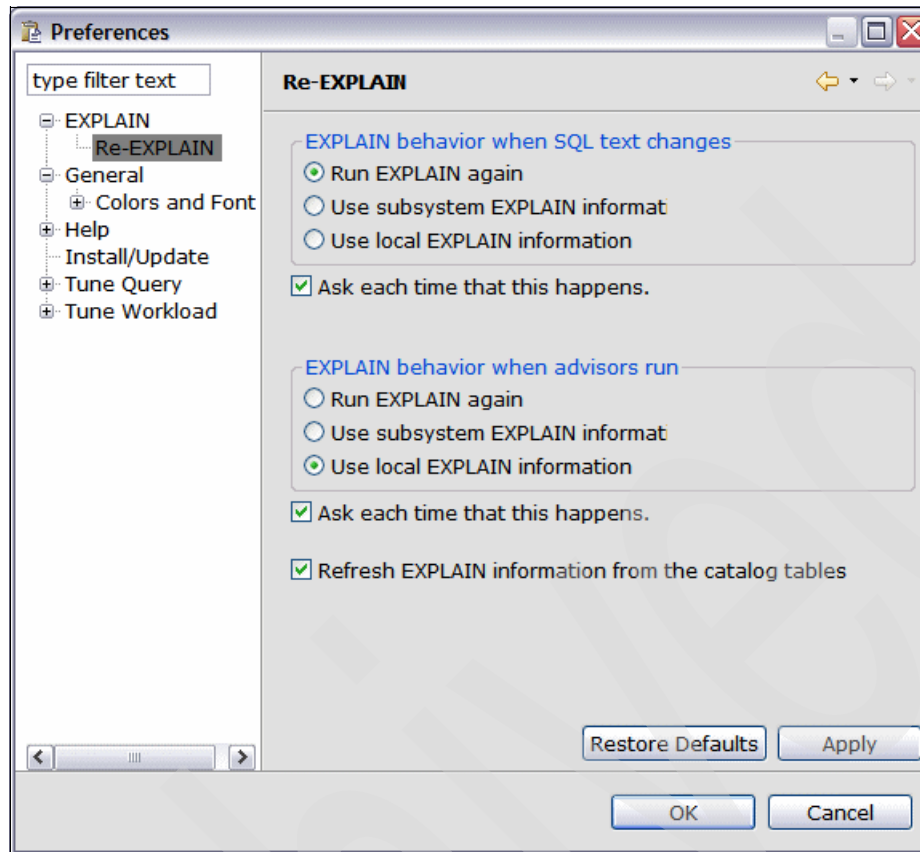 Preferences
type filter text
EXPLAIN
Re-EXPLAIN
General
Colors and Font
Help
Install/Update
Tune Query
Tune Workload
Re-EXPLAIN
EXPLAIN behavior when SQL text changes
Run EXPLAIN again
Use subsystem EXPLAIN informati
Use local EXPLAIN information
Ask each time that this happens.
EXPLAIN behavior when advisors run
Run EXPLAIN again
Use subsystem EXPLAIN informati
Use local EXPLAIN information
Ask each time that this happens.
Refresh EXPLAIN information from the catalog tables
Restore Defaults
Apply
OK
Cancel